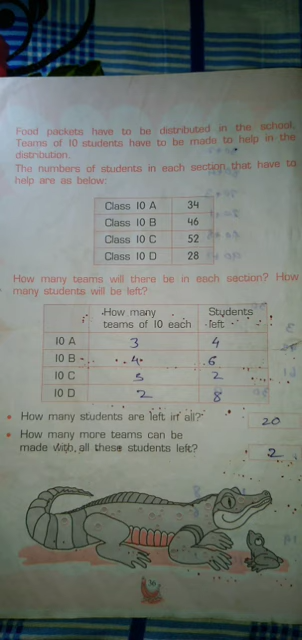 Food packets have to be distributed in the school.
Teams of 10 students have to be made to help in the
distribution.
The numbers of students in each section that have to
help are as below:
Class 10 A 34
Class 10 B 46
Class 10 C 52
Class 10 D 28
How many teams will there be in each section? How
many students will be left?
How many Students
teams of 10 each left
10 A 3 4
10 B 4 6
10 C 5 2
10 D 2 8
• How many students are left in all? 20
• How many more teams can be
made with all these students left? 2